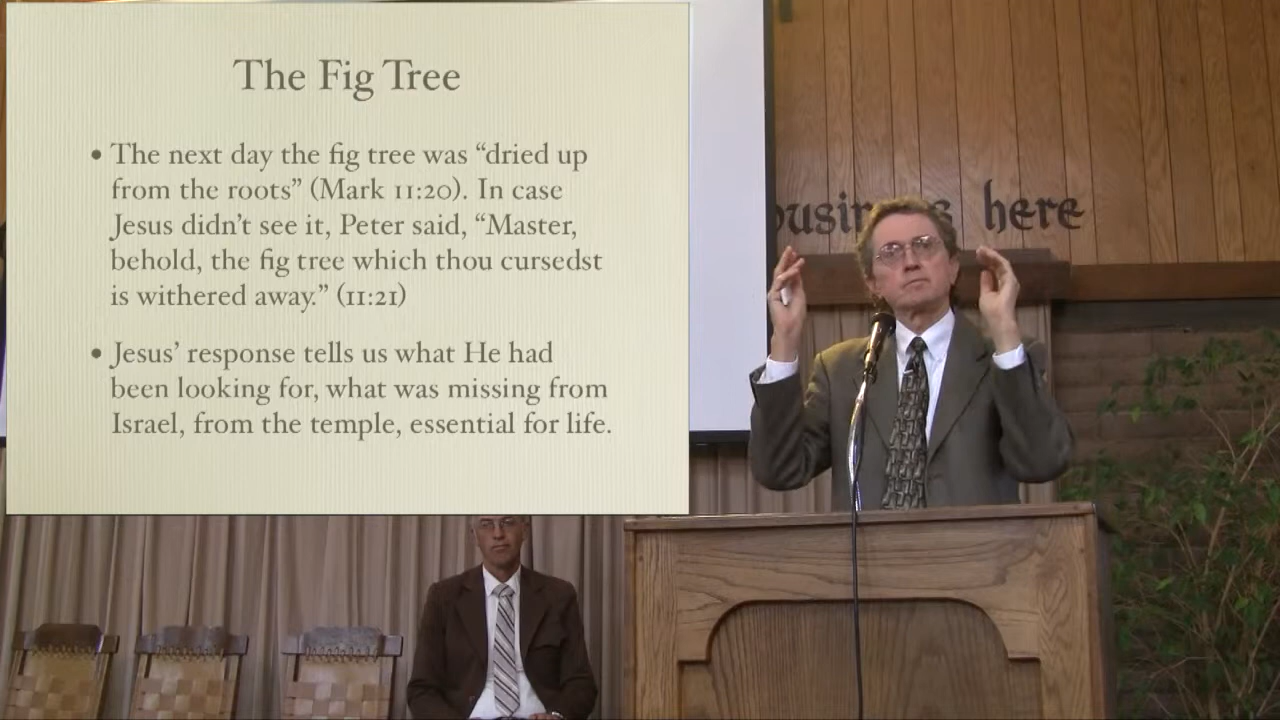 The Fig Tree
• The next day the fig tree was “dried up
from the roots” (Mark 11:20). In case
Jesus didn’t see it, Peter said, “Master,
behold, the fig tree which thou cursedst
is withered away.” (11:21)
• Jesus’ response tells us what He had
been looking for, what was missing from
Israel, from the temple, essential for life.
here